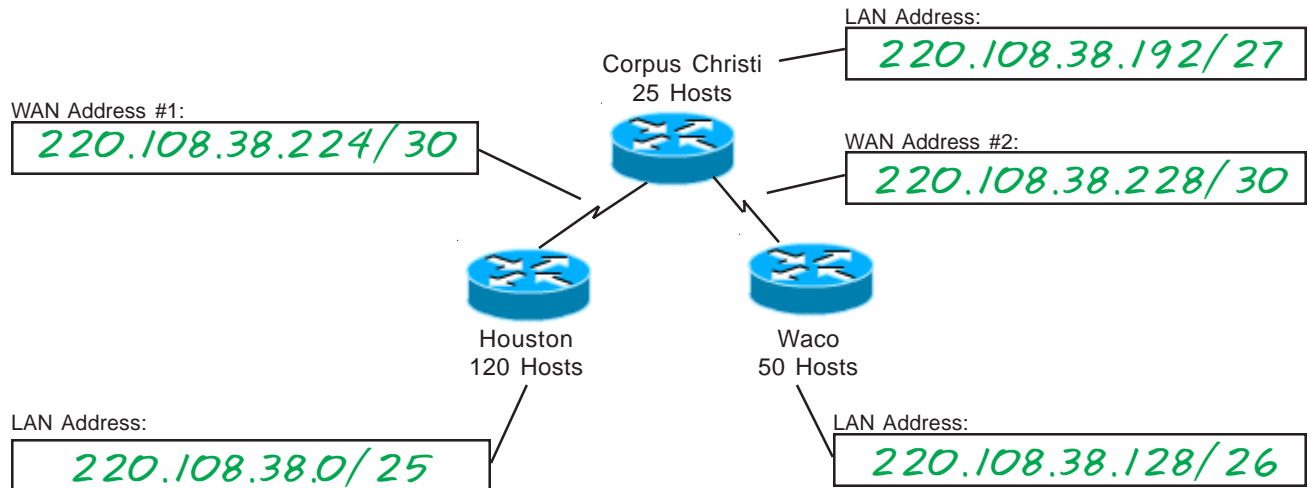 LAN Address:
220.108.38.192/27
Corpus Christi
25 Hosts
WAN Address #1:
220.108.38.224/30
WAN Address #2:
220.108.38.228/30
Houston
120 Hosts
Waco
50 Hosts
LAN Address:
220.108.38.0/25
LAN Address:
220.108.38.128/26